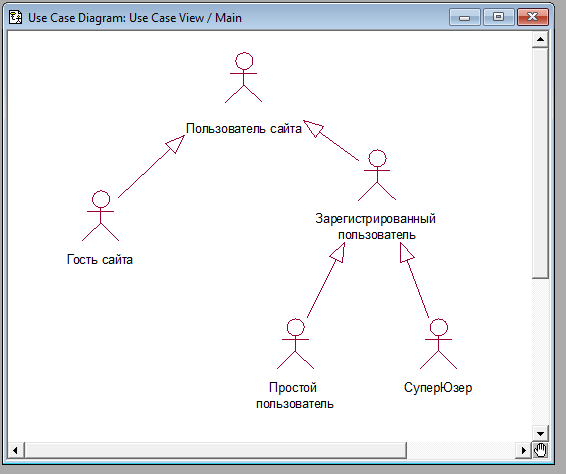 Use Case Diagram: Use Case View / Main
Пользователь сайта
Зарегистрированный
пользователь
Гость сайта
Простой
пользователь
СуперЮзер